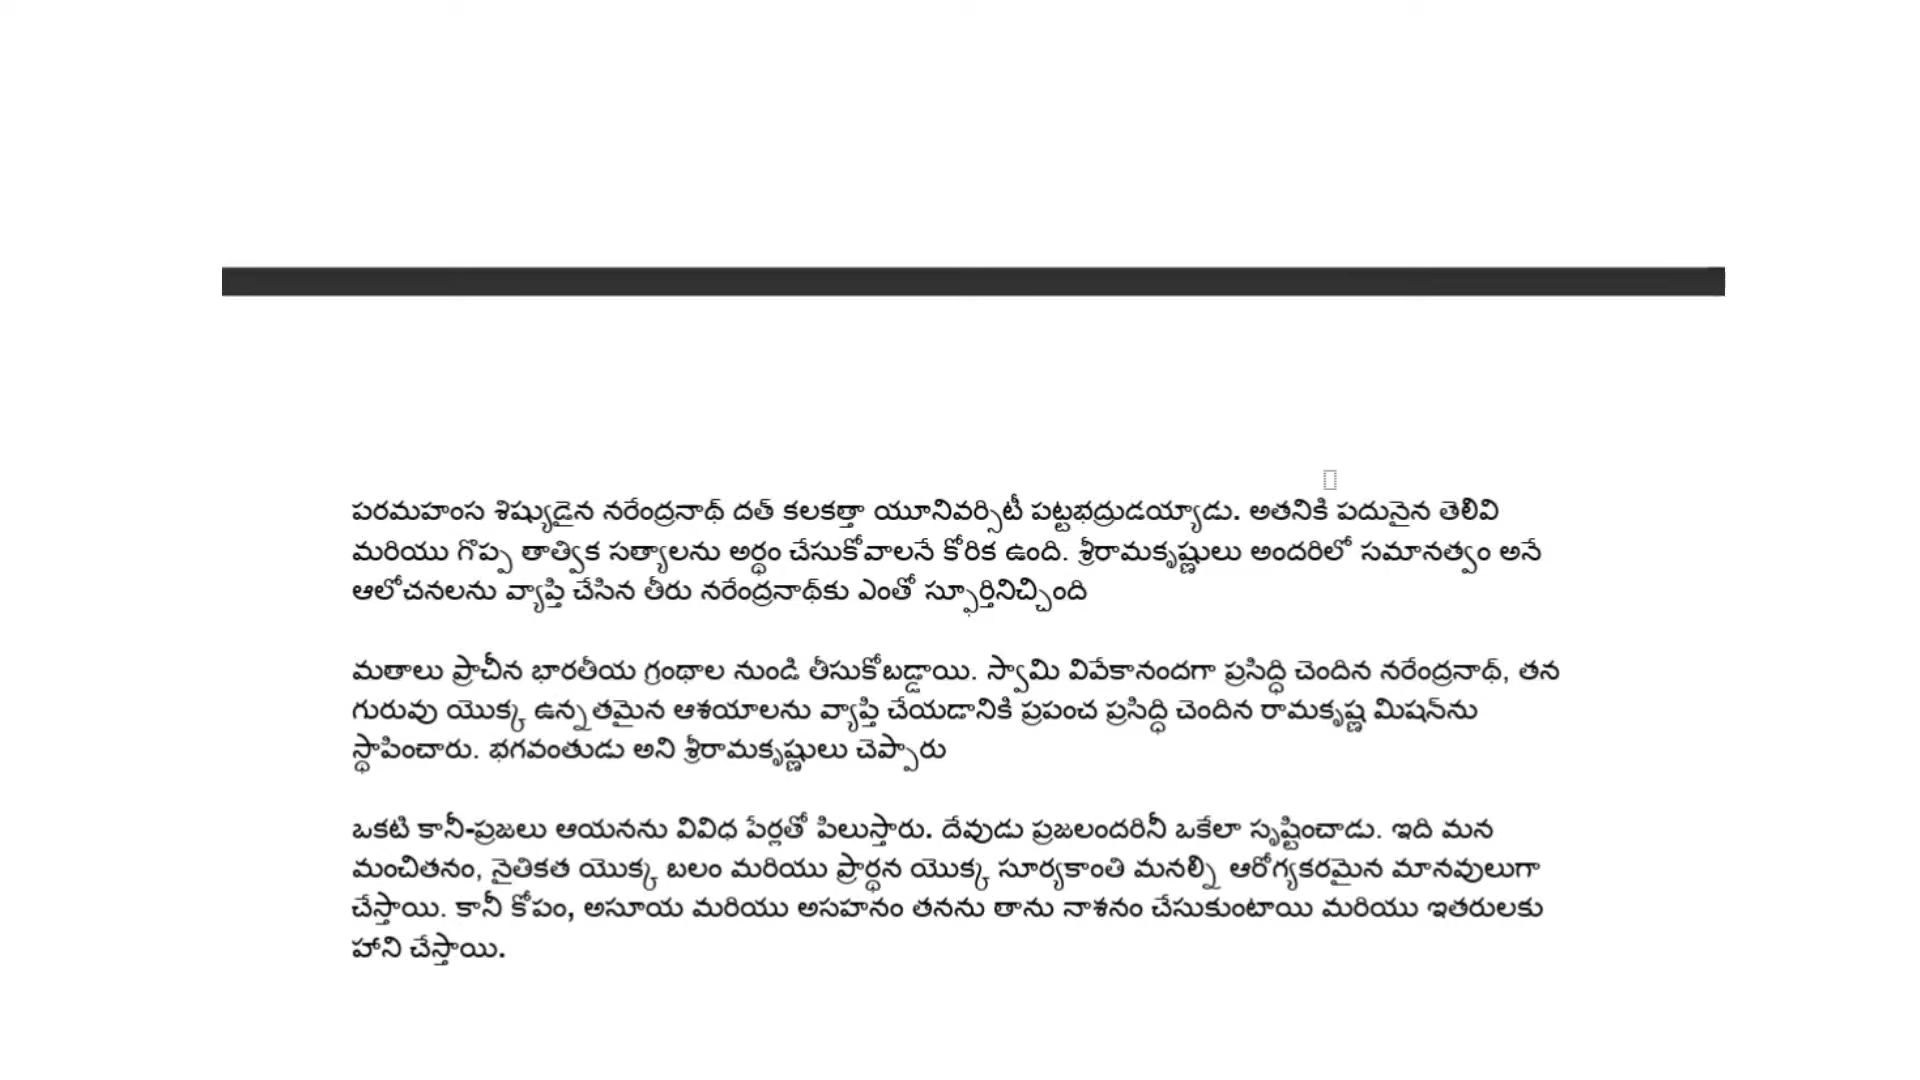 పరమహంస శిష్యుడైన నరేంద్రనాథ్ దత్ కలకత్తా యూనివర్సిటీ పట్టభద్రుడయ్యాడు. అతనికి పదునైన తెలివి
మరియు గొప్ప తాత్విక సత్యాలను అర్థం చేసుకోవాలనే కోరిక ఉంది. శ్రీరామకృష్ణులు అందరిలో సమానత్వం అనే
ఆలోచనలను వ్యాప్తి చేసిన తీరు నరేంద్రనాథ్‌కు ఎంతో స్ఫూర్తినిచ్చింది
మతాలు ప్రాచీన భారతీయ గ్రంథాల నుండి తీసుకోబడ్డాయి. స్వామి వివేకానందగా ప్రసిద్ధి చెందిన నరేంద్రనాథ్, తన
గురువు యొక్క ఉన్నతమైన ఆశయాలను వ్యాప్తి చేయడానికి ప్రపంచ ప్రసిద్ధి చెందిన రామకృష్ణ మిషన్‌ను
స్థాపించారు. భగవంతుడు అని శ్రీరామకృష్ణులు చెప్పారు
ఒకటి కానీ-ప్రజలు ఆయనను వివిధ పేర్లతో పిలుస్తారు. దేవుడు ప్రజలందరినీ ఒకేలా సృష్టించాడు. ఇది మన
మంచితనం, నైతికత యొక్క బలం మరియు ప్రార్థన యొక్క సూర్యకాంతి మనల్ని ఆరోగ్యకరమైన మానవులుగా
చేస్తాయి. కానీ కోపం, అసూయ మరియు అసహనం తనను తాను నాశనం చేసుకుంటాయి మరియు ఇతరులకు
హాని చేస్తాయి.